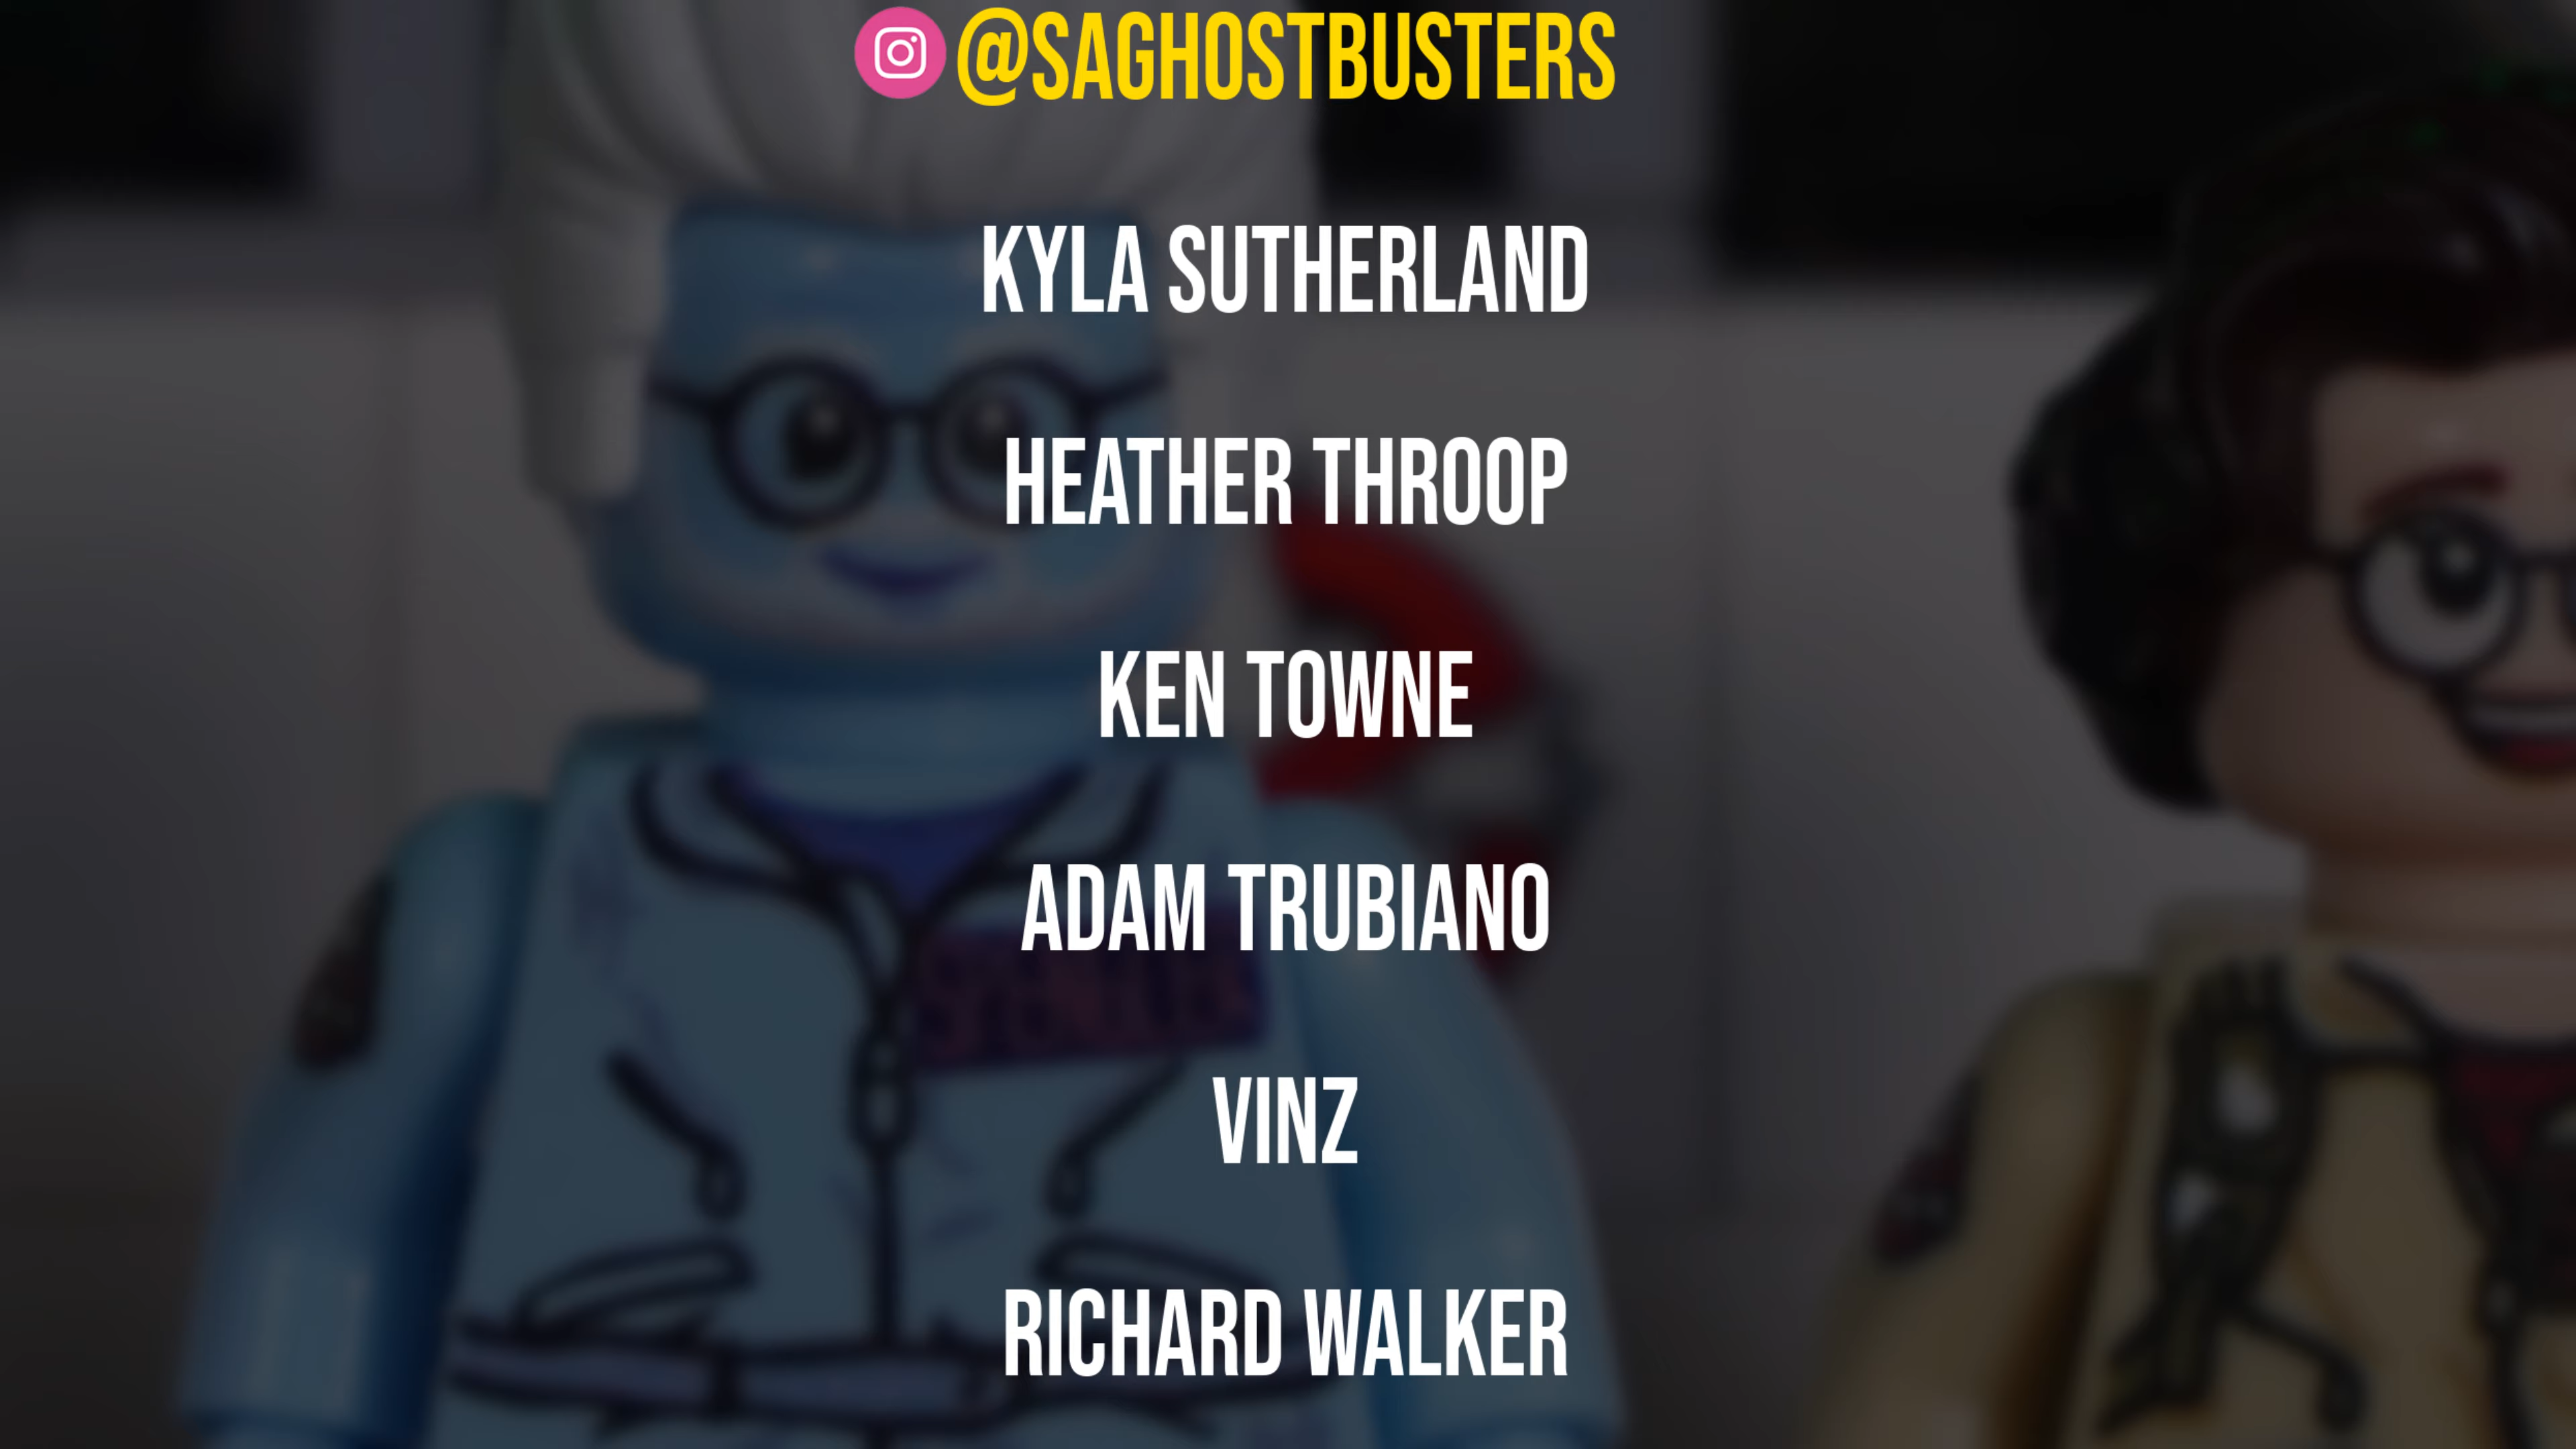 @SAGHOSTBUSTERS
KYLA SUTHERLAND
HEATHER THROOP
KEN TOWNE
ADAM TRUBIANO
VINZ
RICHARD WALKER